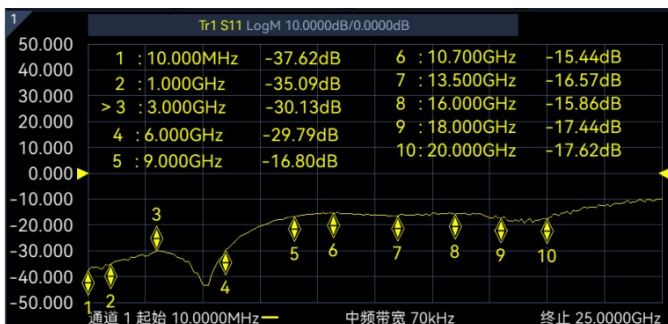 1
Tr1 S11 LogM 10.0000dB/0.0000dB
50.000
40.000
30.000
20.000
10.000
0.000
-10.000
-20.000
-30.000
-40.000
-50.000
1 :10.000MHz -37.62dB
2 :1.000GHz -35.09dB
>3 :3.000GHz -30.13dB
4 :6.000GHz -29.79dB
5 :9.000GHz -16.80dB
6 :10.700GHz -15.44dB
7 :13.500GHz -16.57dB
8 :16.000GHz -15.86dB
9 :18.000GHz -17.44dB
10:20.000GHz -17.62dB
3
1 2 4 5 6 7 8 9 10
通道 1 起始 10.0000MHz 中频带宽 70kHz 终止 25.0000GHz